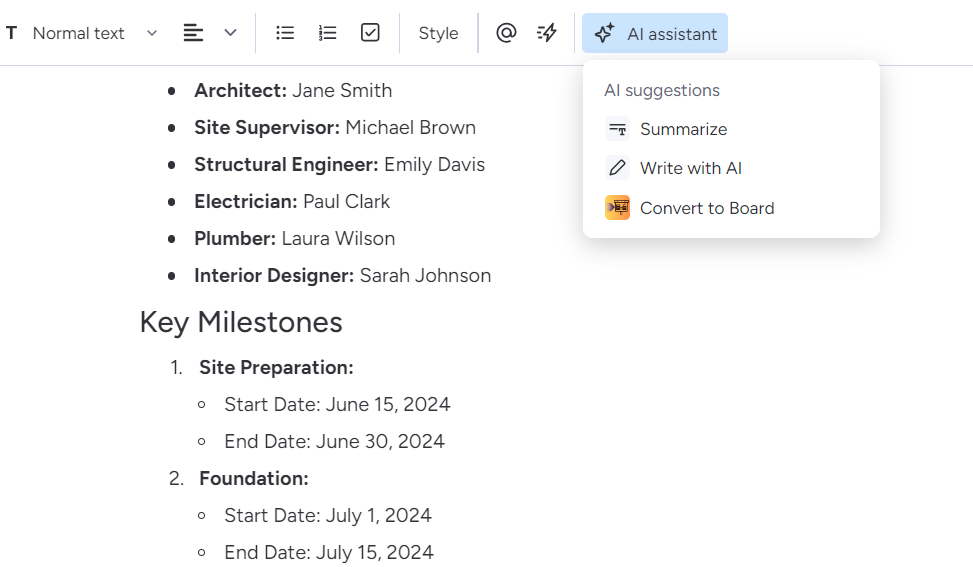 Normal text
Style
AI assistant
AI suggestions
Summarize
Write with AI
Convert to Board
• Architect: Jane Smith
• Site Supervisor: Michael Brown
• Structural Engineer: Emily Davis
• Electrician: Paul Clark
• Plumber: Laura Wilson
• Interior Designer: Sarah Johnson
Key Milestones
1. Site Preparation:
○ Start Date: June 15, 2024
○ End Date: June 30, 2024
2. Foundation:
○ Start Date: July 1, 2024
○ End Date: July 15, 2024